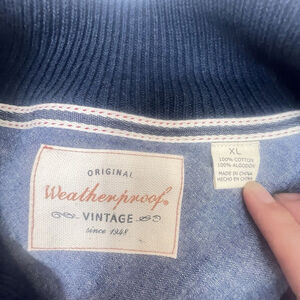 ORIGINAL
Weatherproof®
VINTAGE
since 1948
XL
100% COTTON
100% ALGODON
MADE IN CHINA
HECHO EN CHINA